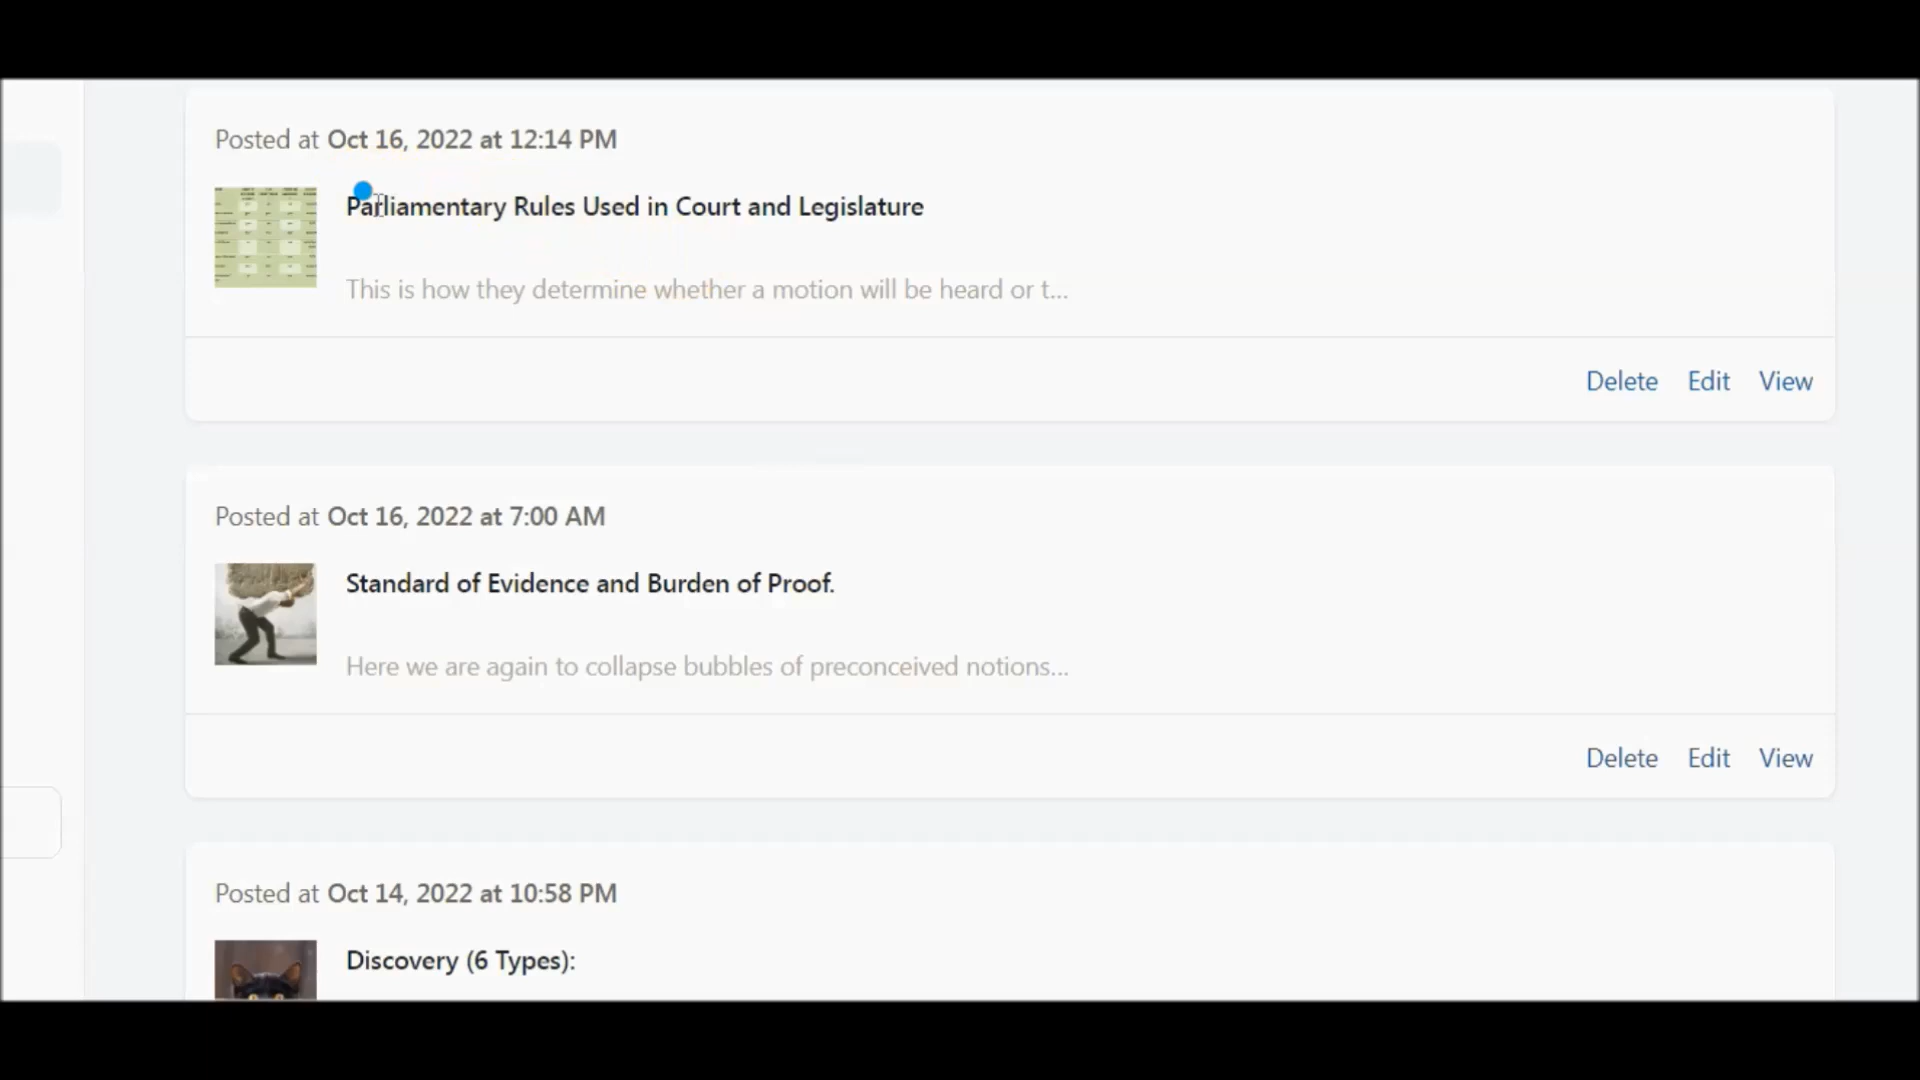 Posted at Oct 16, 2022 at 12:14 PM
Parliamentary Rules Used in Court and Legislature
This is how they determine whether a motion will be heard or t...
Delete Edit View
Posted at Oct 16, 2022 at 7:00 AM
Standard of Evidence and Burden of Proof.
Here we are again to collapse bubbles of preconceived notions...
Delete Edit View
Posted at Oct 14, 2022 at 10:58 PM
Discovery (6 Types):